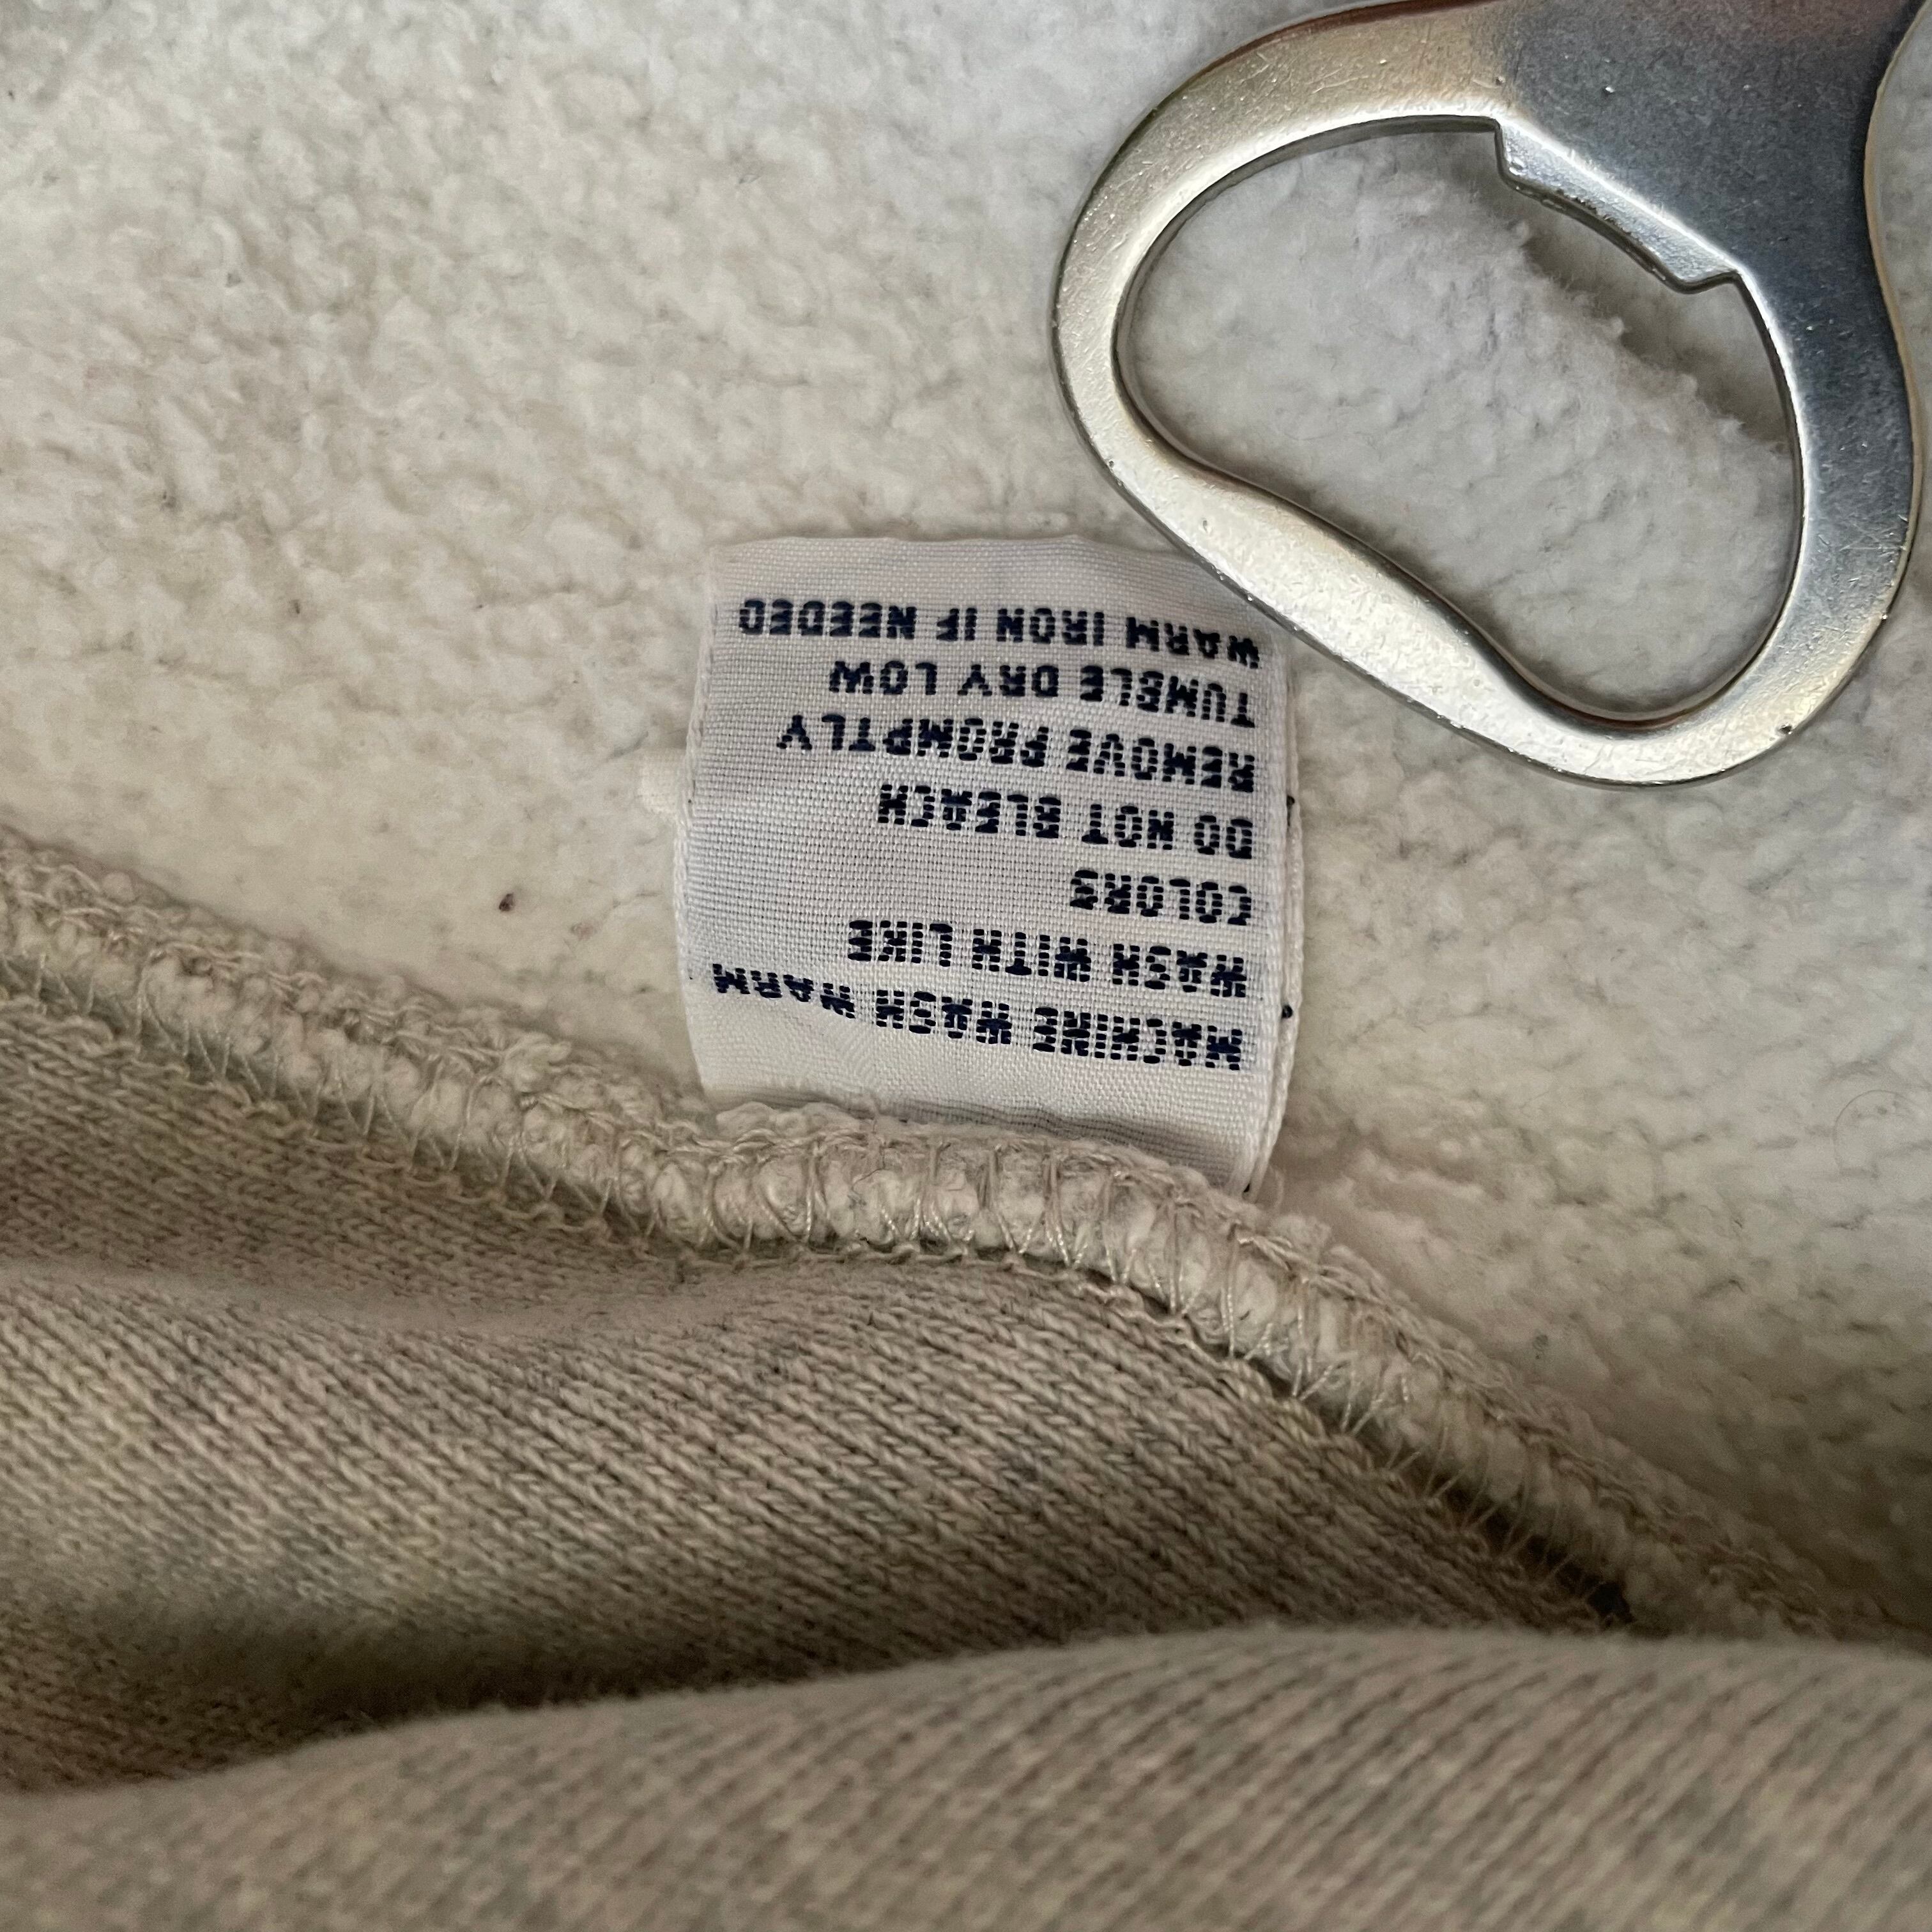 MACHINE WASH WARM
WASH WITH LIKE
COLORS
DO NOT BLEACH
REMOVE PROMPTLY
TUMBLE DRY LOW
WARM IRON IF NEEDED